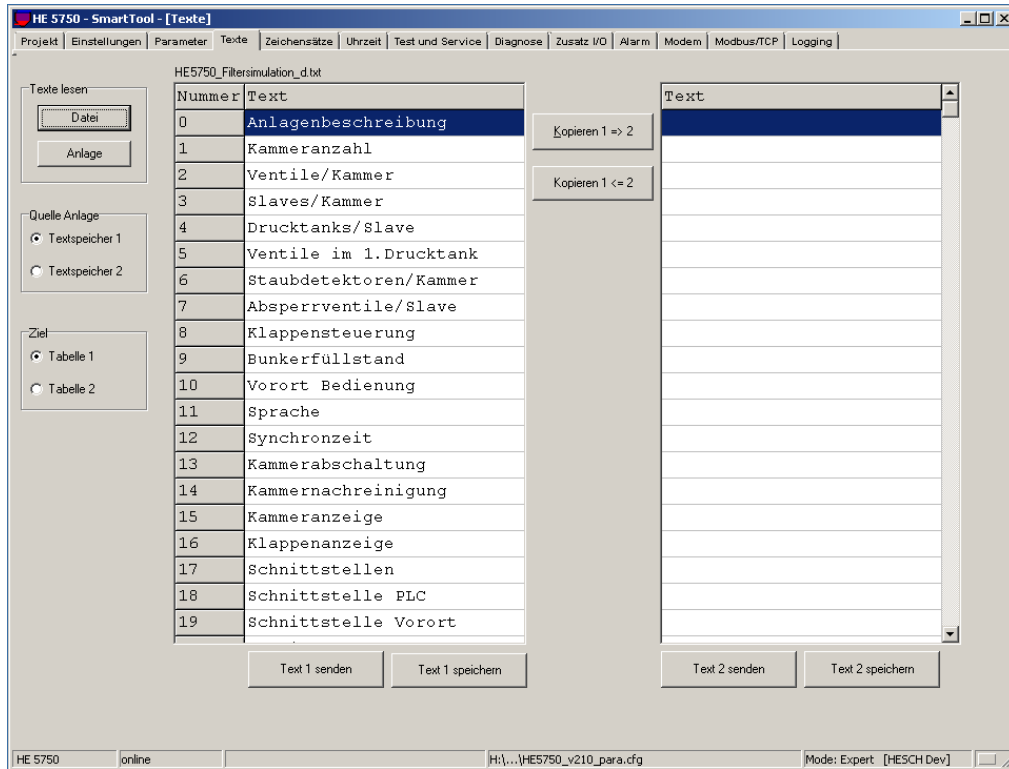 HE 5750 - SmartTool - [Texte]
Projekt Einstellungen Parameter Texte Zeichensätze Uhrzeit Test und Service Diagnose Zusatz I/O Alarm Modem Modbus/TCP Logging
HE5750_Filtersimulation_d.txt
Texte lesen
Datei
Anlage
Quelle Anlage
Textspeicher 1
Textspeicher 2
Ziel
Tabelle 1
Tabelle 2
Nummer Text
0 Anlagenbeschreibung
1 Kammeranzahl
2 Ventile/Kammer
3 Slaves/Kammer
4 Drucktanks/Slave
5 Ventile im 1.Drucktank
6 Staubdetektoren/Kammer
7 Absperrventile/Slave
8 Klappensteuerung
9 Bunkerfüllstand
10 Vorort Bedienung
11 Sprache
12 Synchronzeit
13 Kammerabschaltung
14 Kammernachreinigung
15 Kammeranzeige
16 Klappenanzeige
17 Schnittstellen
18 Schnittstelle PLC
19 Schnittstelle Vorort
Kopieren 1 => 2
Kopieren 1 <= 2
Text
Text 1 senden
Text 1 speichern
Text 2 senden
Text 2 speichern
HE 5750 online H:\...\HE5750_v210_para.cfg Mode: Expert [HESCH Dev]